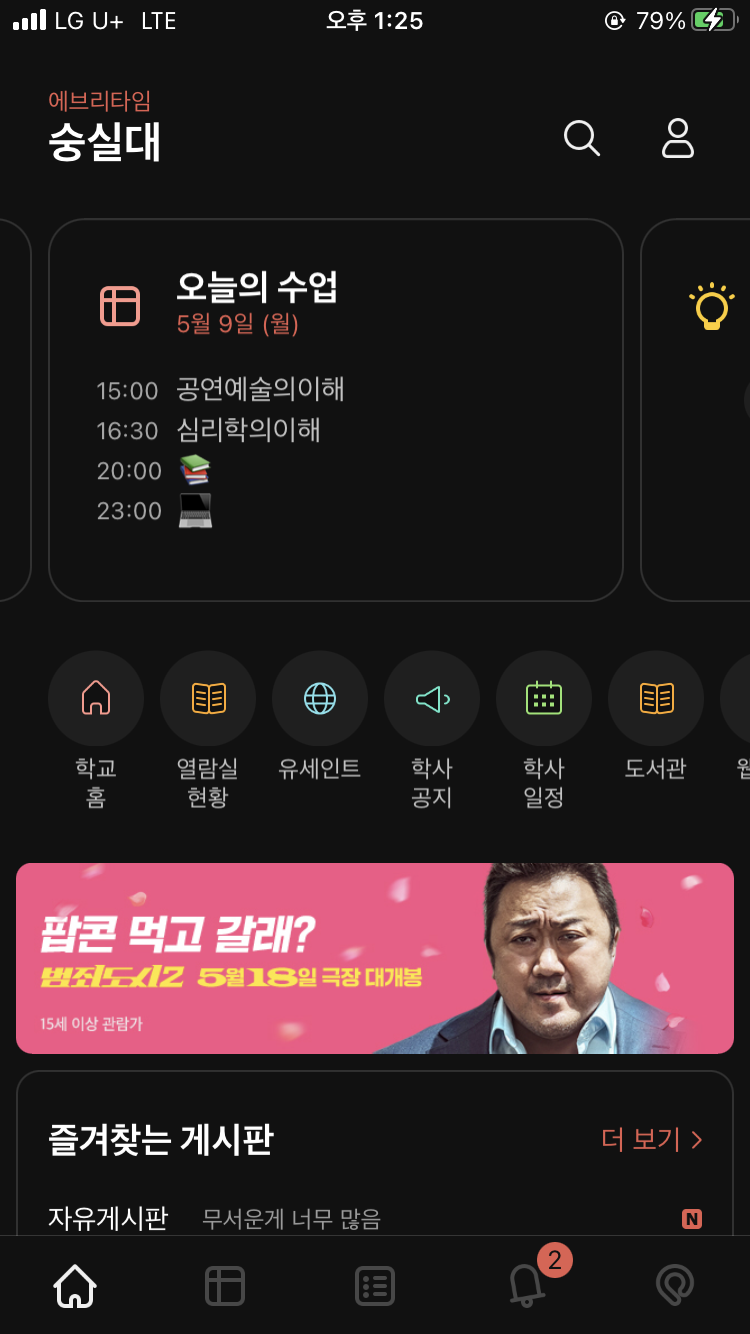 LG U+ LTE 오후 1:25 79%
에브리타임
숭실대
오늘의 수업
5월 9일 (월)
15:00 공연예술의이해
16:30 심리학의이해
20:00 📚
23:00 💻
학교
홈
열람실
현황
유세인트
학사
공지
학사
일정
도서관
팝콘 먹고 갈래?
범죄도시2 5월18일 극장 대개봉
15세 이상 관람가
즐겨찾는 게시판 더 보기 >
자유게시판 무서운게 너무 많음 N
2